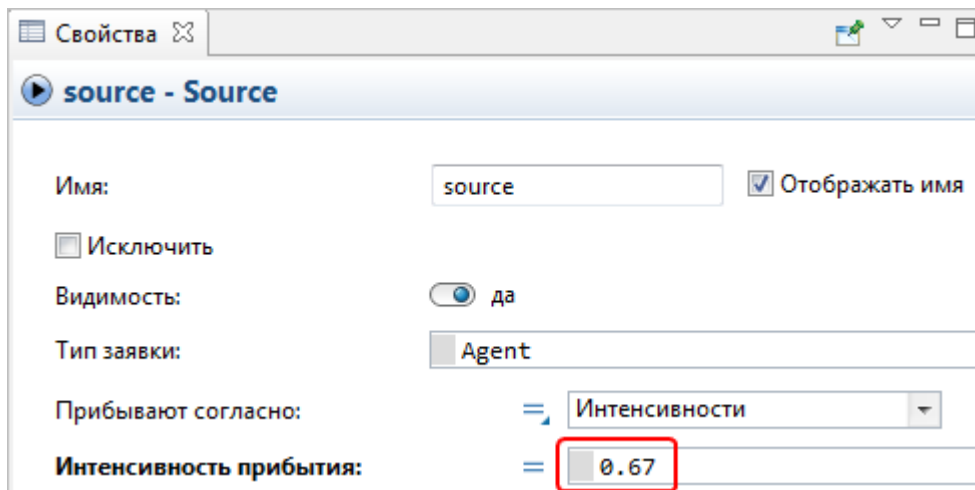 Свойства
source - Source
Имя: source Отображать имя
Исключить
Видимость: да
Тип заявки: Agent
Прибывают согласно: = Интенсивности
Интенсивность прибытия: = 0.67